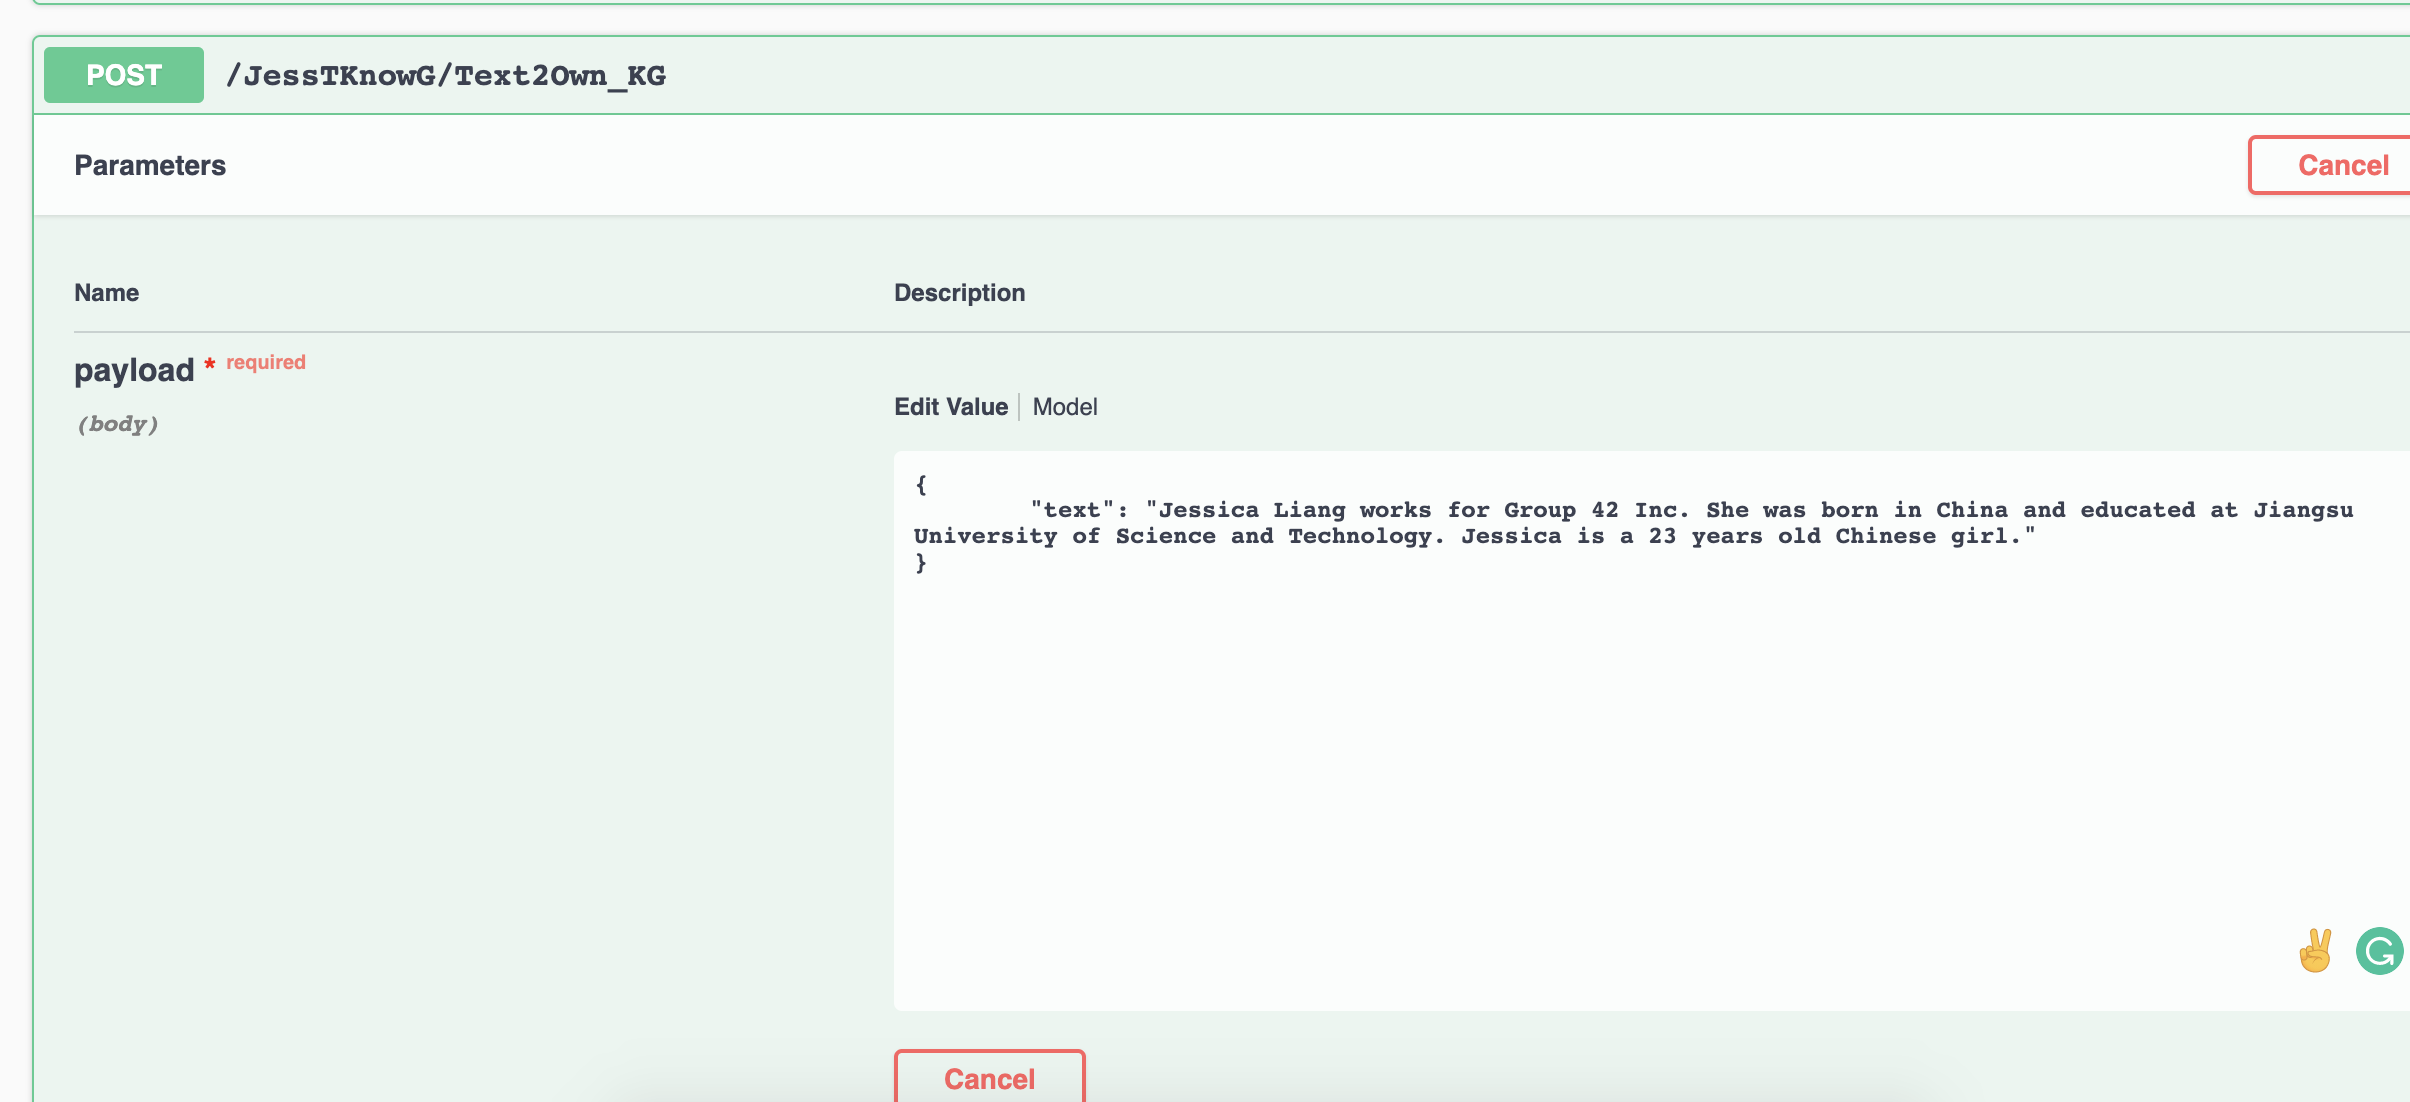 POST /JessTKnowG/Text2Own_KG
Parameters
Cancel
Name
Description
payload * required
(body)
Edit Value | Model
{
"text": "Jessica Liang works for Group 42 Inc. She was born in China and educated at Jiangsu
University of Science and Technology. Jessica is a 23 years old Chinese girl."
}
Cancel